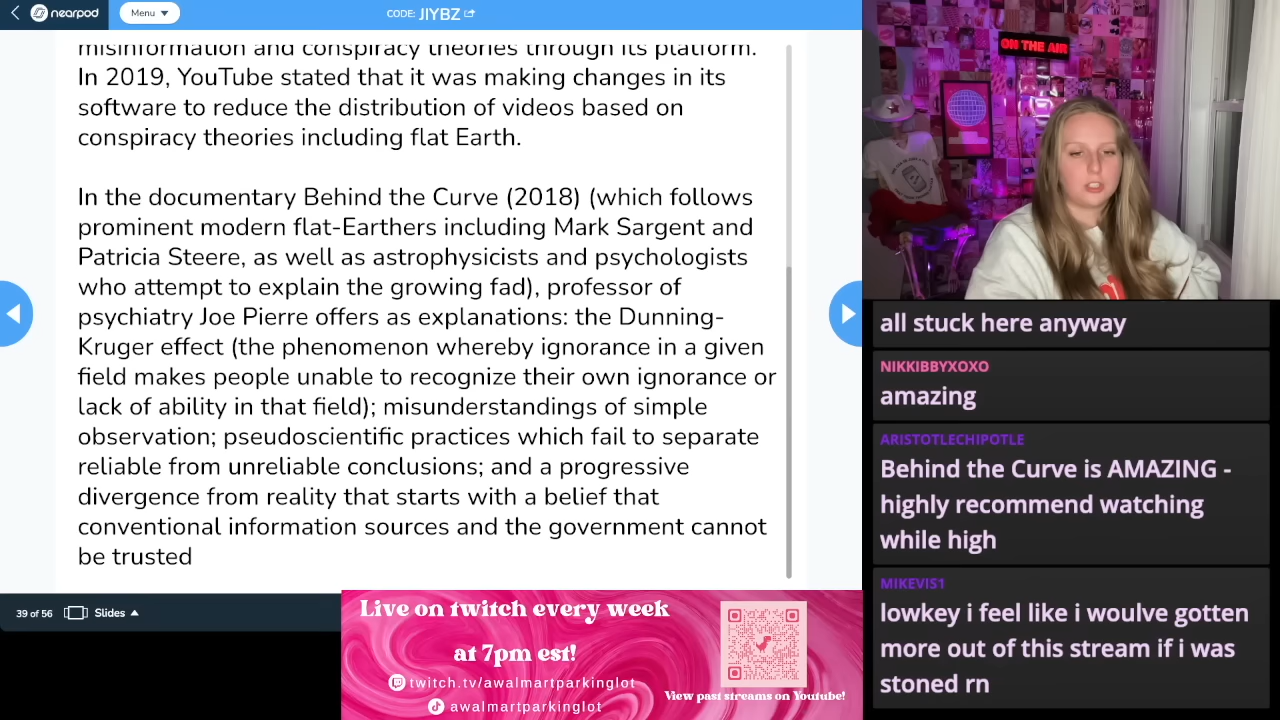 nearpod
Menu
CODE: JIYBZ
misinformation and conspiracy theories through its platform.
In 2019, YouTube stated that it was making changes in its
software to reduce the distribution of videos based on
conspiracy theories including flat Earth.
In the documentary Behind the Curve (2018) (which follows
prominent modern flat-Earthers including Mark Sargent and
Patricia Steere, as well as astrophysicists and psychologists
who attempt to explain the growing fad), professor of
psychiatry Joe Pierre offers as explanations: the Dunning-
Kruger effect (the phenomenon whereby ignorance in a given
field makes people unable to recognize their own ignorance or
lack of ability in that field); misunderstandings of simple
observation; pseudoscientific practices which fail to separate
reliable from unreliable conclusions; and a progressive
divergence from reality that starts with a belief that
conventional information sources and the government cannot
be trusted
39 of 56
Slides
Live on twitch every week
at 7pm est!
twitch.tv/awalmartparkinglot
awalmartparkinglot
View past streams on Youtube!
ON THE AIR
all stuck here anyway
NIKKIBBYXOXO
amazing
ARISTOTLECHIPOTLE
Behind the Curve is AMAZING -
highly recommend watching
while high
MIKEVIS1
lowkey i feel like i woulve gotten
more out of this stream if i was
stoned rn